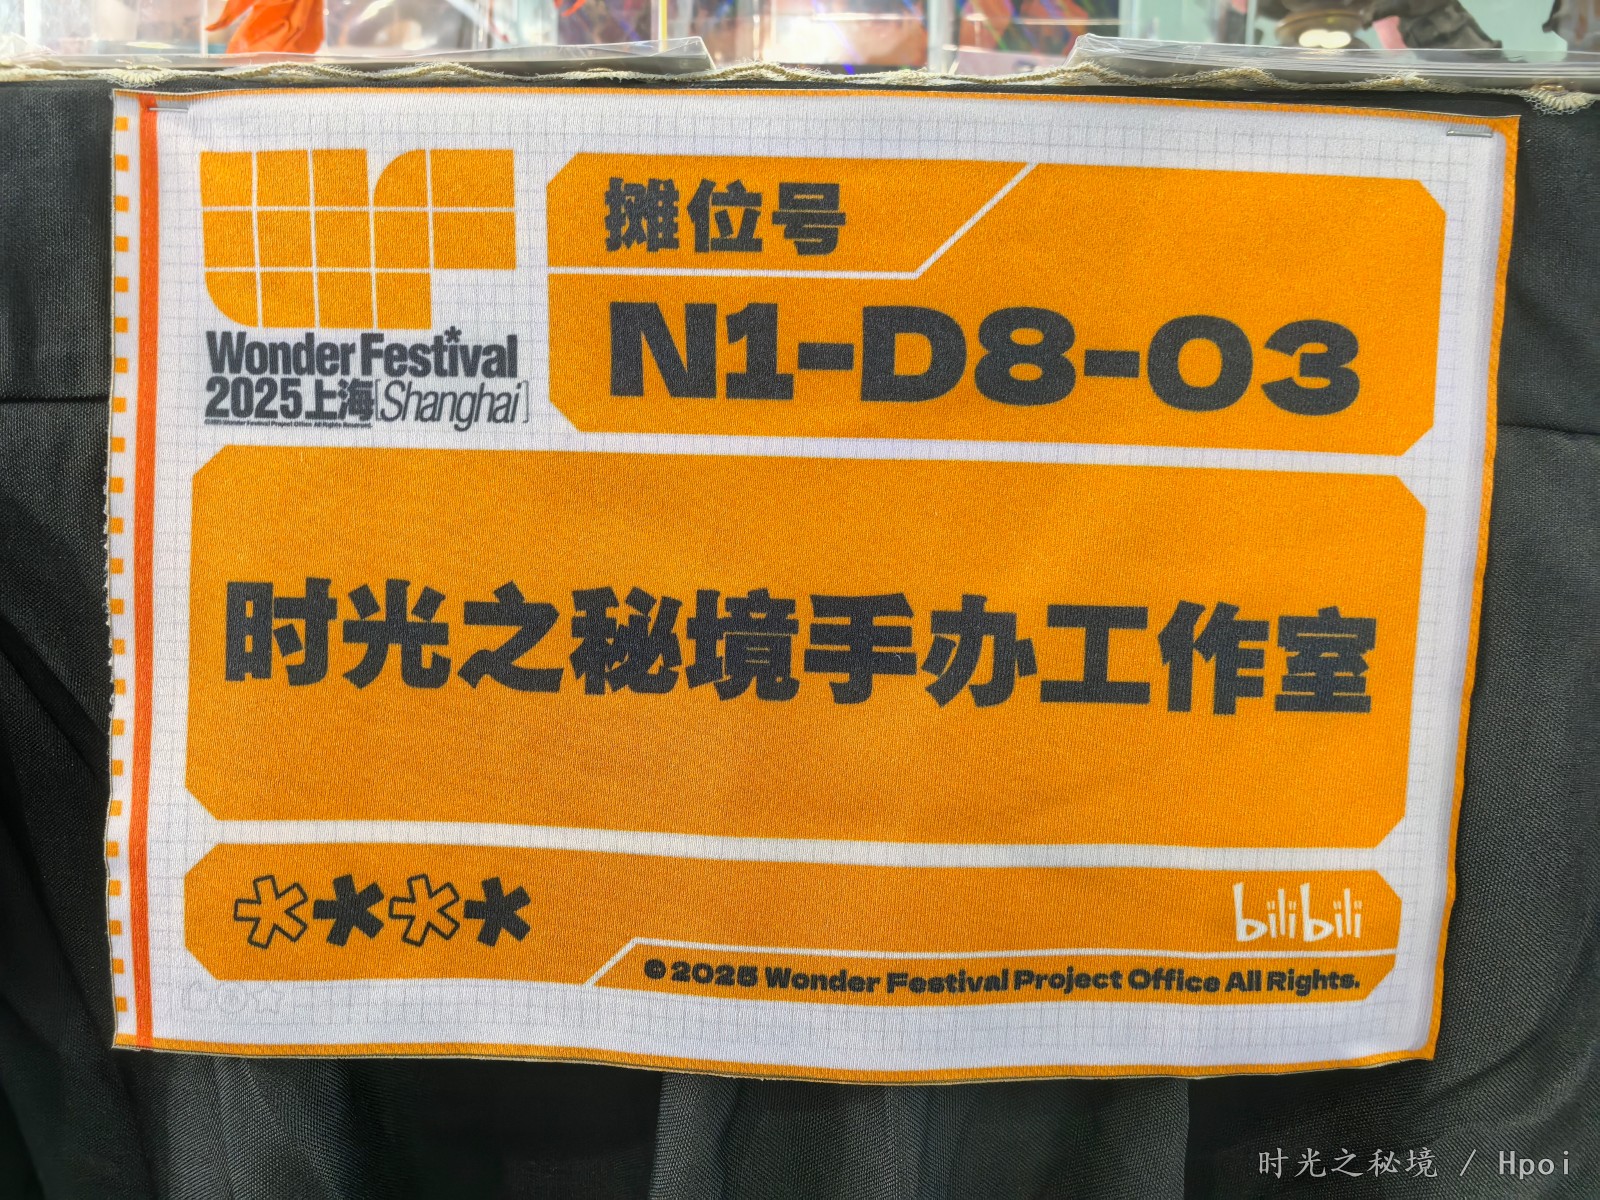 摊位号
N1-D8-03
Wonder Festival
2025上海[Shanghai]
时光之秘境手办工作室
bilibili
© 2025 Wonder Festival Project Office All Rights.
时光之秘境 / Hpoi